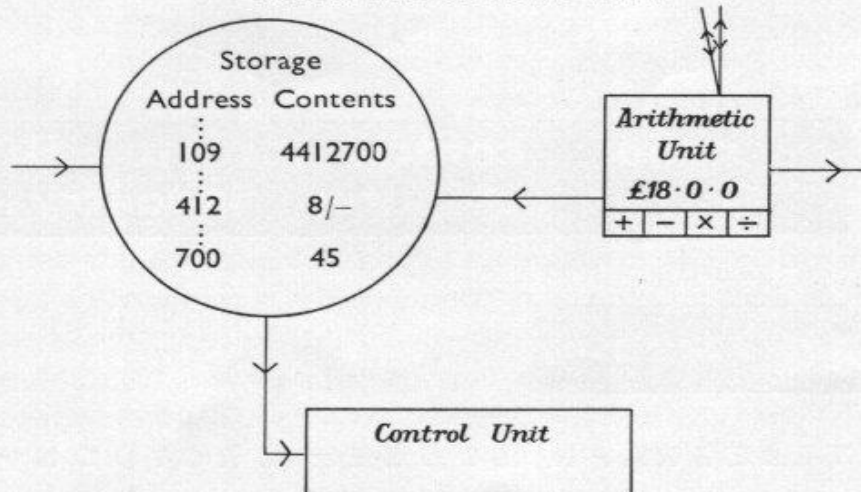 Storage
Address Contents
109 4412700
412 8/–
700 45
Arithmetic
Unit
£18·0·0
+ − × ÷
Control Unit